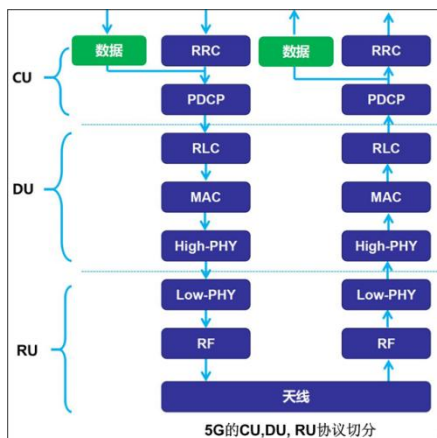 数据 RRC 数据 RRC
CU
PDCP PDCP
RLC RLC
DU MAC MAC
High-PHY High-PHY
Low-PHY Low-PHY
RU RF RF
天线
5G的CU,DU, RU协议切分